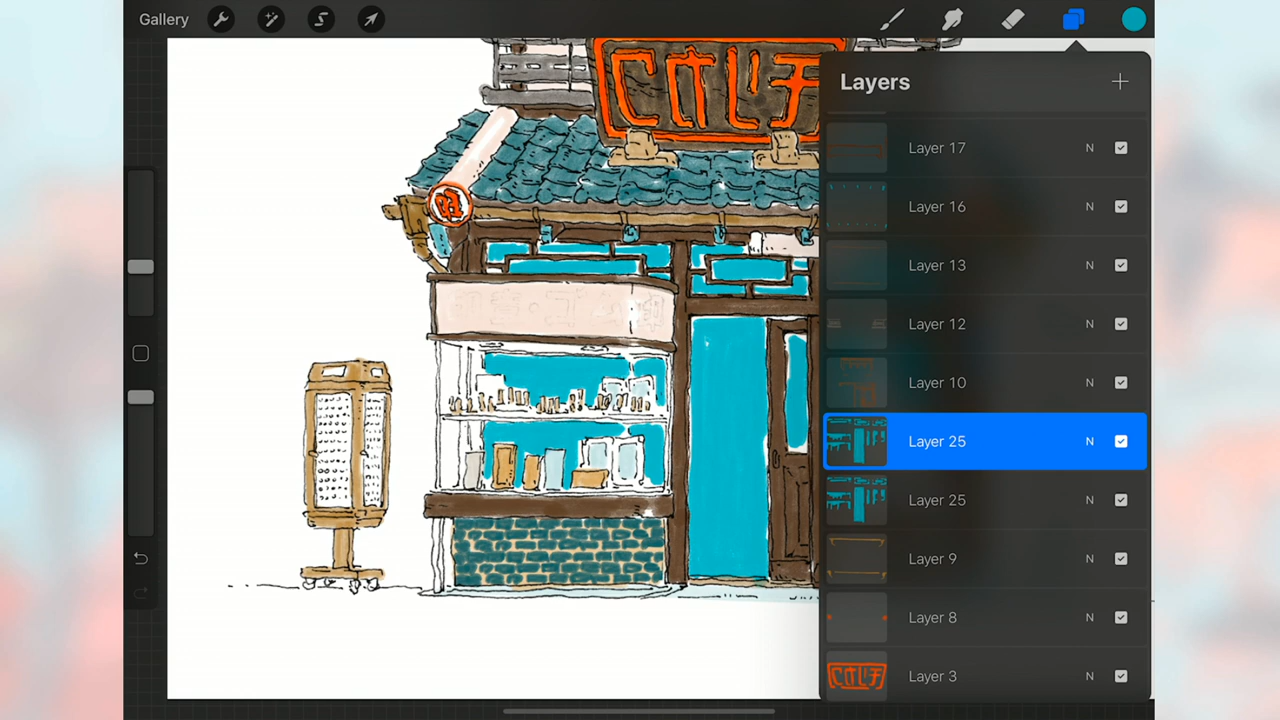 Gallery
Layers
Layer 17 N
Layer 16 N
Layer 13 N
Layer 12 N
Layer 10 N
Layer 25 N
Layer 25 N
Layer 9 N
Layer 8 N
Layer 3 N